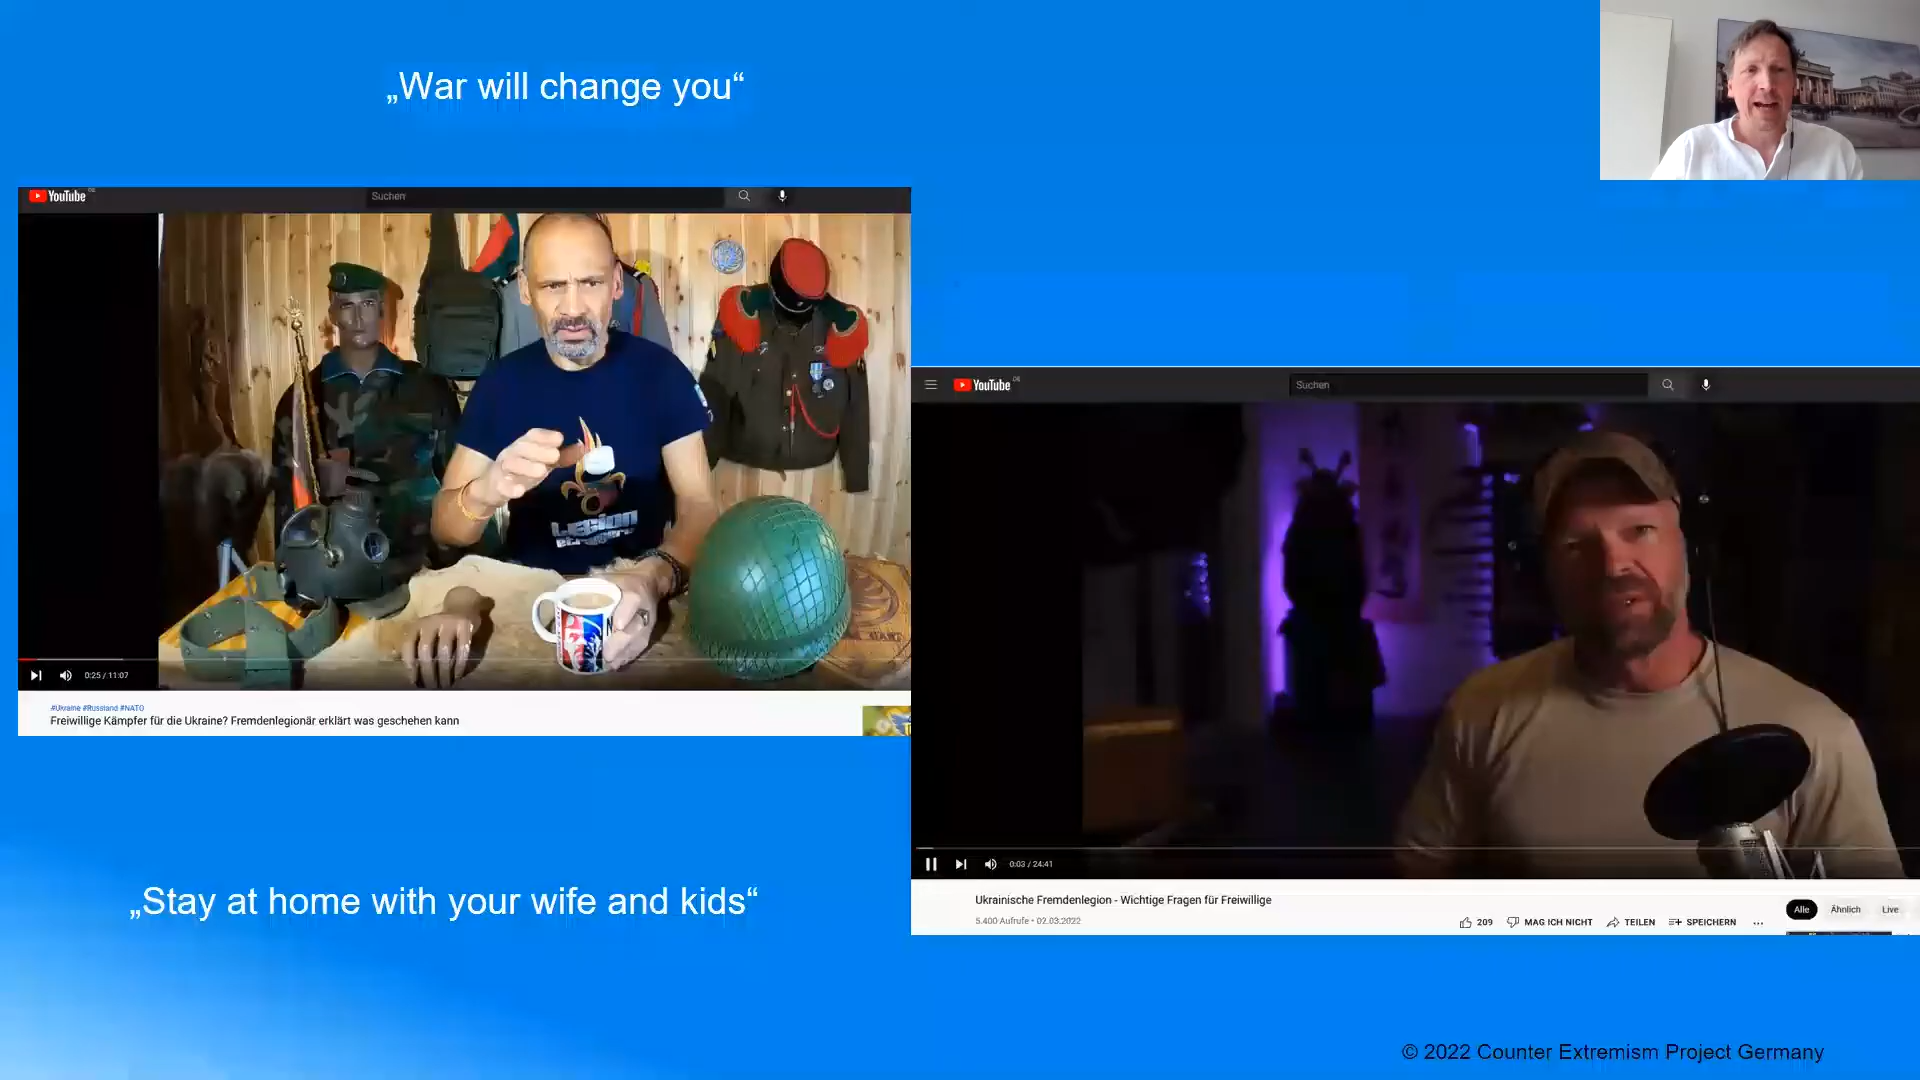 „War will change you“
YouTube DE
Suchen
LEGION
0:25 / 11:07
#Ukraine #Russland #NATO
Freiwillige Kämpfer für die Ukraine? Fremdenlegionär erklärt was geschehen kann
YouTube DE
Suchen
0:03 / 24:41
Ukrainische Fremdenlegion - Wichtige Fragen für Freiwillige
5.400 Aufrufe • 02.03.2022
209 MAG ICH NICHT TEILEN SPEICHERN ...
Alle Ähnlich Live
„Stay at home with your wife and kids“
© 2022 Counter Extremism Project Germany